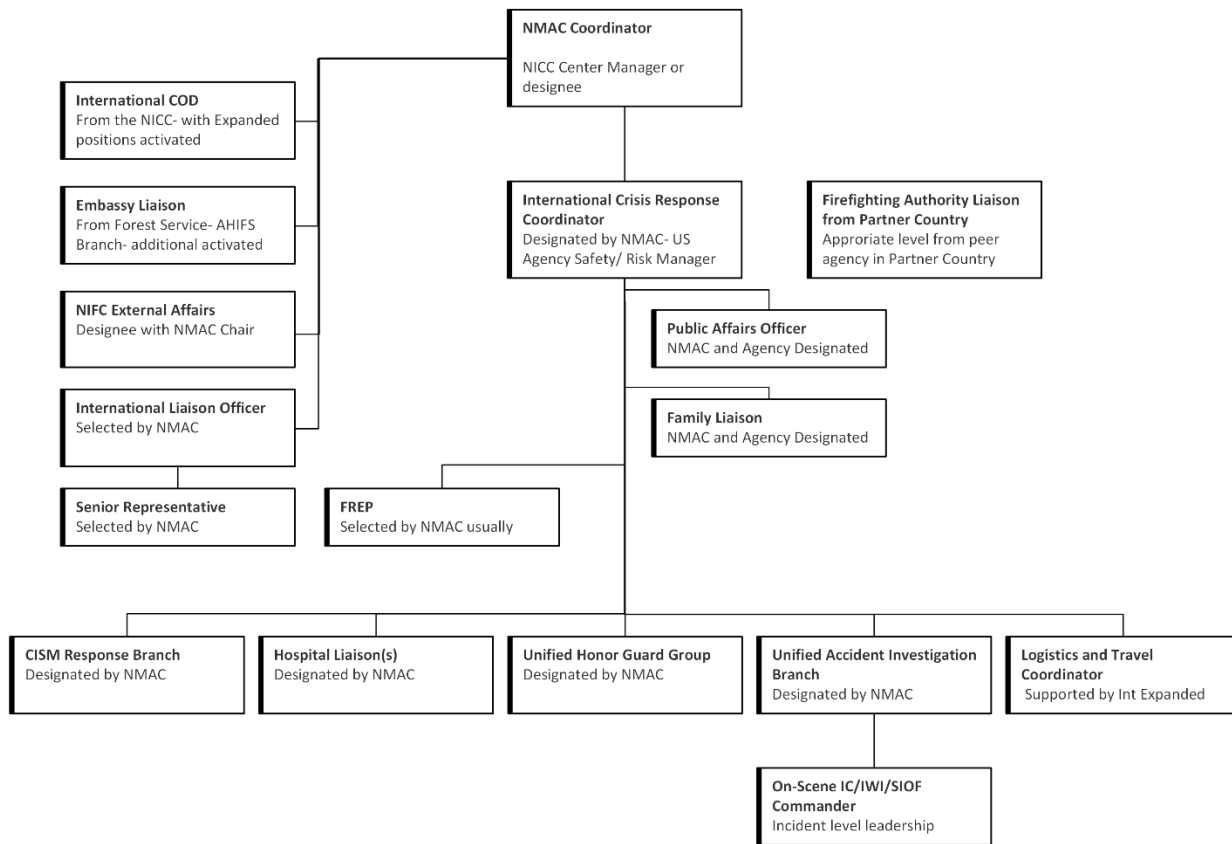 NMAC Coordinator
NICC Center Manager or
designee
International COD
From the NICC- with Expanded
positions activated
Embassy Liaison
From Forest Service- AHIFS
Branch- additional activated
International Crisis Response
Coordinator
Designated by NMAC- US
Agency Safety/ Risk Manager
Firefighting Authority Liaison
from Partner Country
Approriate level from peer
agency in Partner Country
NIFC External Affairs
Designee with NMAC Chair
Public Affairs Officer
NMAC and Agency Designated
International Liaison Officer
Selected by NMAC
Family Liaison
NMAC and Agency Designated
Senior Representative
Selected by NMAC
FREP
Selected by NMAC usually
CISM Response Branch
Designated by NMAC
Hospital Liaison(s)
Designated by NMAC
Unified Honor Guard Group
Designated by NMAC
Unified Accident Investigation
Branch
Designated by NMAC
Logistics and Travel
Coordinator
Supported by Int Expanded
On-Scene IC/IWI/SIOF
Commander
Incident level leadership